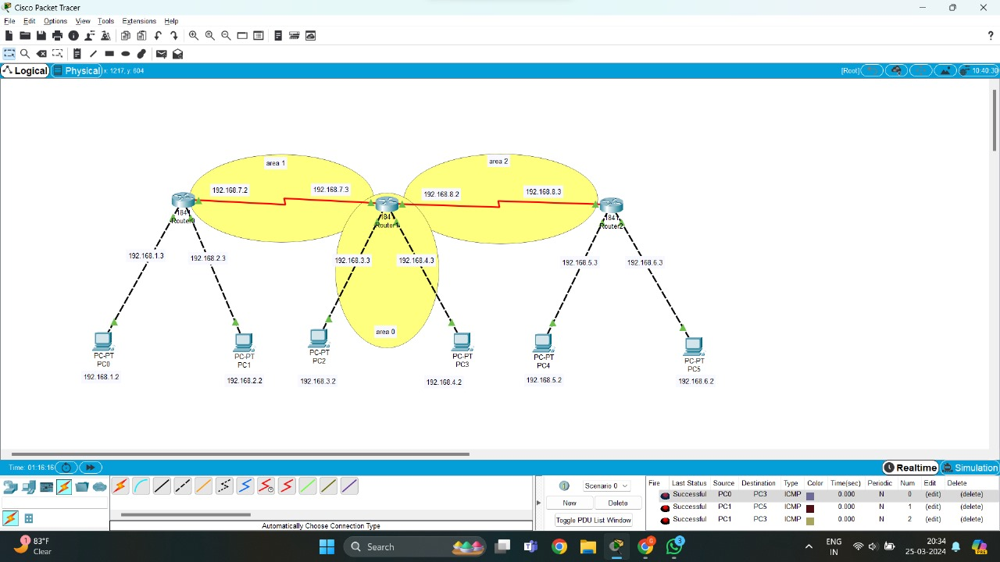 Cisco Packet Tracer
File Edit Options View Tools Extensions Help
?
Logical Physical x: 1217, y: 604 [Root] 10:40:30
area 1
area 2
192.168.7.2
192.168.7.3
192.168.8.2
192.168.8.3
1841
Router0
1841
Router1
1841
Router2
192.168.1.3
192.168.2.3
192.168.3.3
192.168.4.3
192.168.5.3
192.168.6.3
area 0
PC-PT
PC0
PC-PT
PC1
PC-PT
PC2
PC-PT
PC3
PC-PT
PC4
PC-PT
PC5
192.168.1.2
192.168.2.2
192.168.3.2
192.168.4.2
192.168.5.2
192.168.6.2
Time: 01:16:16
Realtime Simulation
Scenario 0
New Delete
Toggle PDU List Window
Automatically Choose Connection Type
Fire Last Status Source Destination Type Color Time(sec) Periodic Num Edit Delete
Successful PC0 PC3 ICMP 0.000 N 0 (edit) (delete)
Successful PC1 PC5 ICMP 0.000 N 1 (edit) (delete)
Successful PC1 PC3 ICMP 0.000 N 2 (edit) (delete)
1
83°F
Clear
Search
G
3
ENG
IN
20:34
25-03-2024
PRE